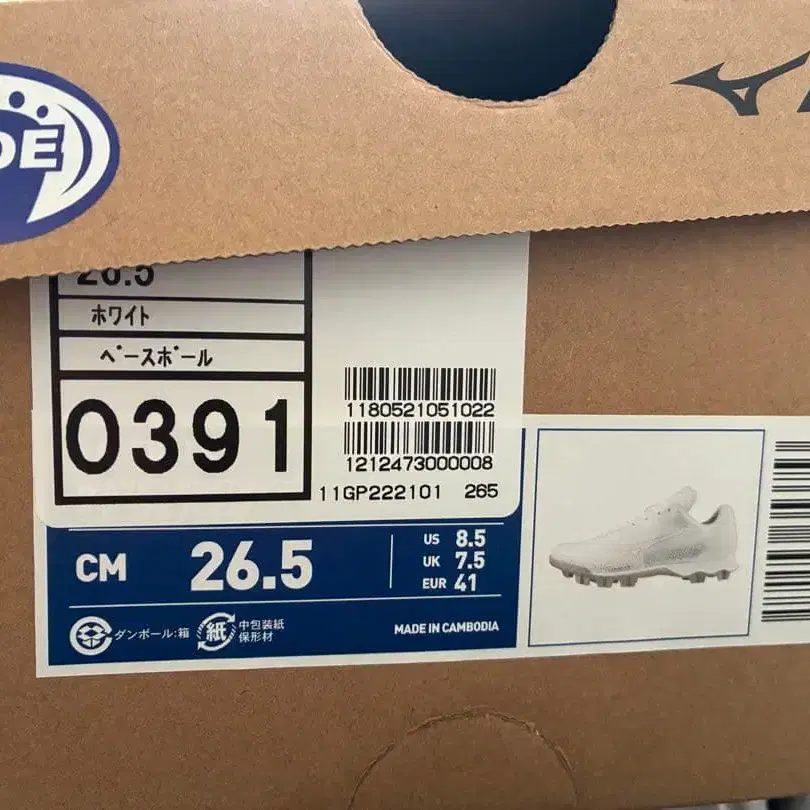 DE
26.5
ホワイト
ベースボール
0391
1180521051022
1212473000008
11GP222101 265
CM 26.5
US 8.5
UK 7.5
EUR 41
ダンボール:箱
紙
中包装紙
保形材
MADE IN CAMBODIA